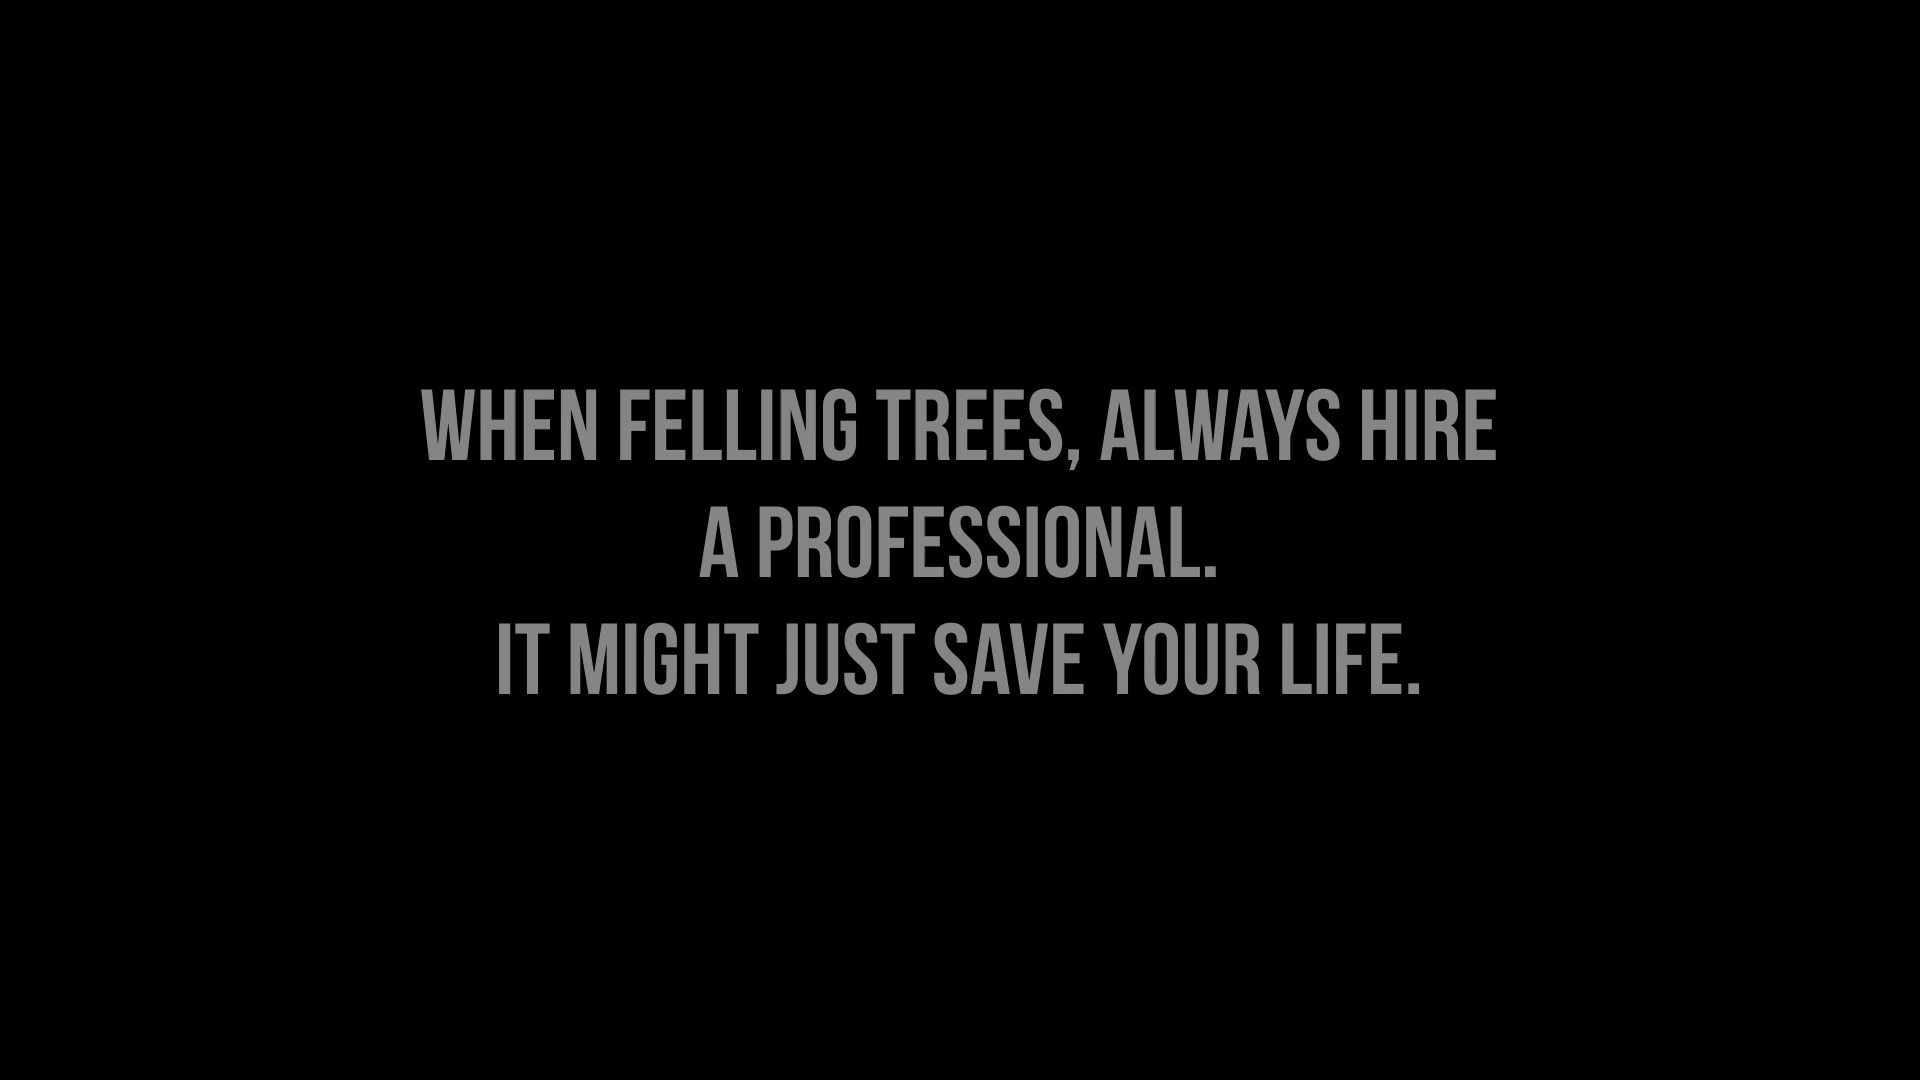 WHEN FELLING TREES, ALWAYS HIRE
A PROFESSIONAL.
IT MIGHT JUST SAVE YOUR LIFE.